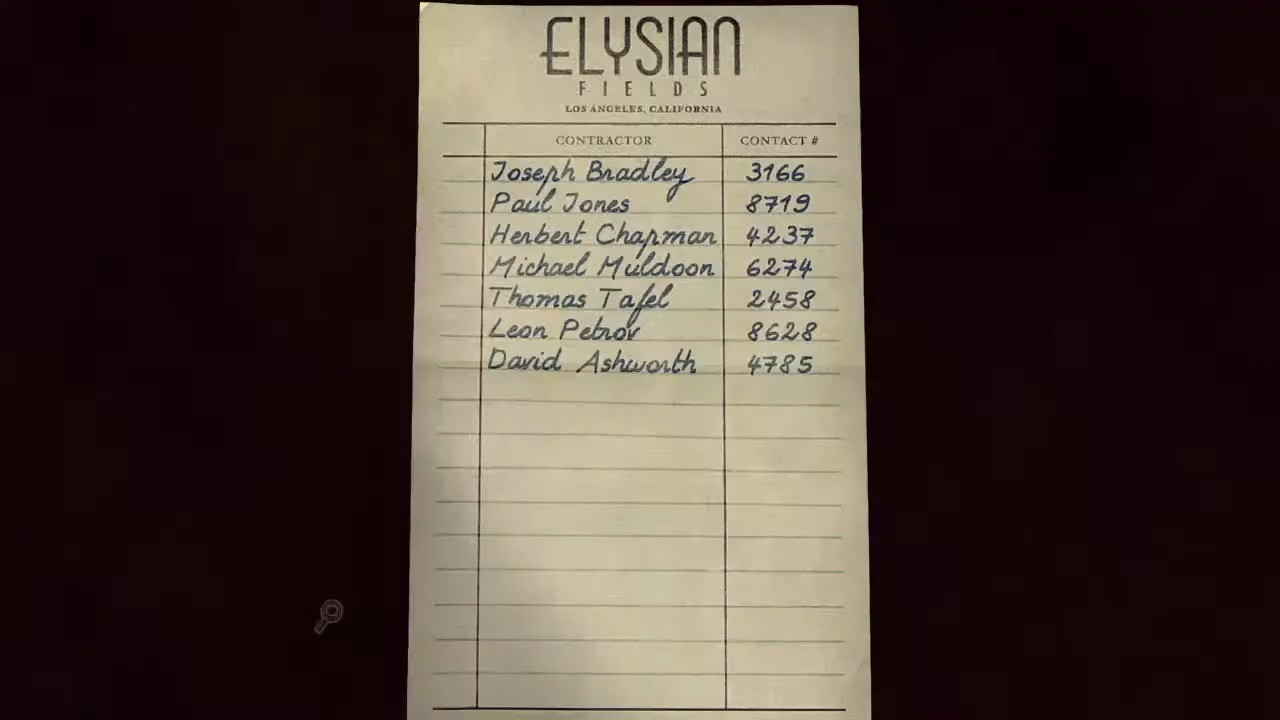 ELYSIAN
FIELDS
LOS ANGELES, CALIFORNIA
CONTRACTOR CONTACT #
Joseph Bradley 3166
Paul Jones 8719
Herbert Chapman 4237
Michael Muldoon 6274
Thomas Tafel 2458
Leon Petrov 8628
David Ashworth 4785